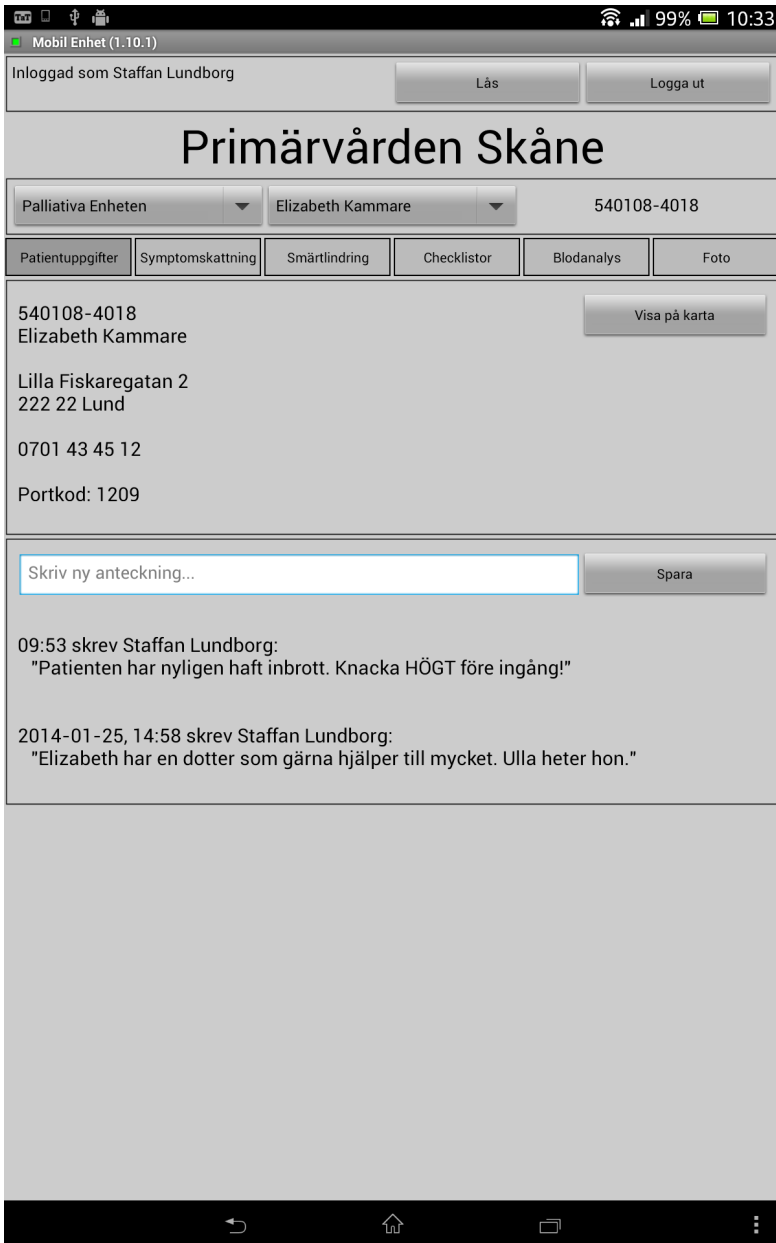 99% 10:33
Mobil Enhet (1.10.1)
Inloggad som Staffan Lundborg
Lås
Logga ut
Primärvården Skåne
Palliativa Enheten
Elizabeth Kammare
540108-4018
Patientuppgifter
Symptomskattning
Smärtlindring
Checklistor
Blodanalys
Foto
540108-4018
Elizabeth Kammare
Visa på karta
Lilla Fiskaregatan 2
222 22 Lund
0701 43 45 12
Portkod: 1209
Skriv ny anteckning...
Spara
09:53 skrev Staffan Lundborg:
"Patienten har nyligen haft inbrott. Knacka HÖGT före ingång!"
2014-01-25, 14:58 skrev Staffan Lundborg:
"Elizabeth har en dotter som gärna hjälper till mycket. Ulla heter hon."